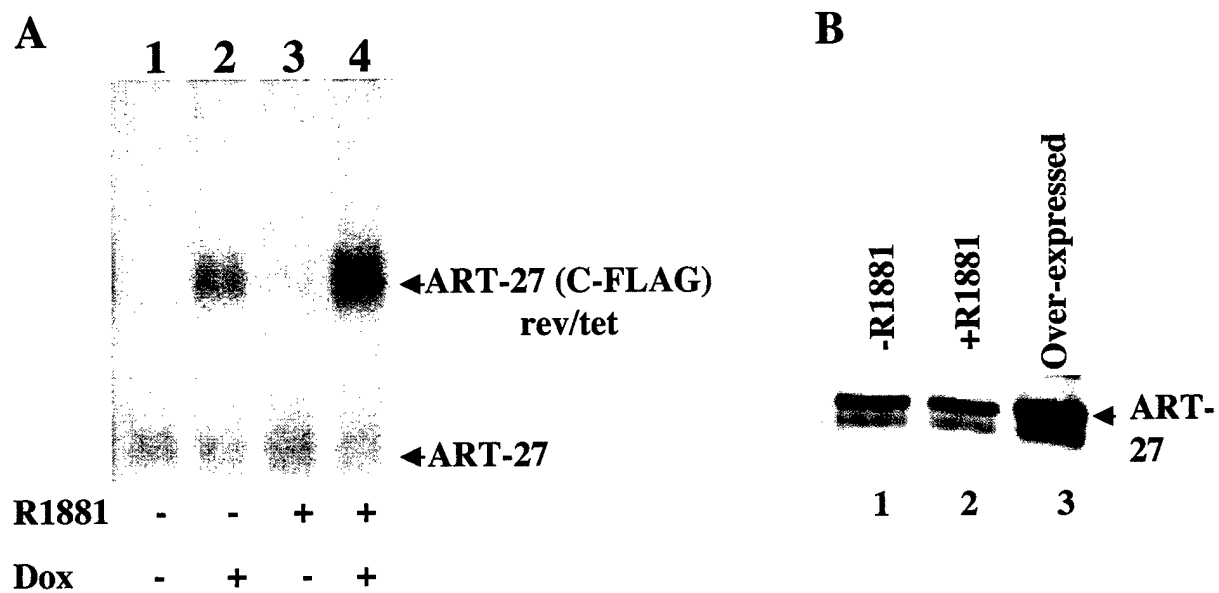 A
1 2 3 4
ART-27 (C-FLAG)
rev/tet
ART-27
R1881 - - + +
Dox - + - +
B
-R1881
+R1881
Over-expressed
ART-
27
1 2 3